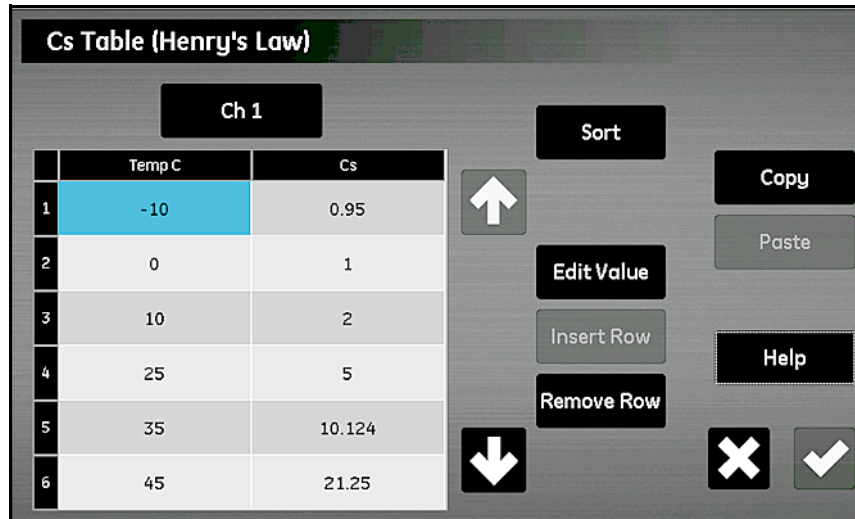 Cs Table (Henry's Law)
Ch 1
Sort
Copy
Paste
Temp C Cs
1 -10 0.95
2 0 1
3 10 2
4 25 5
5 35 10.124
6 45 21.25
Edit Value
Insert Row
Remove Row
Help